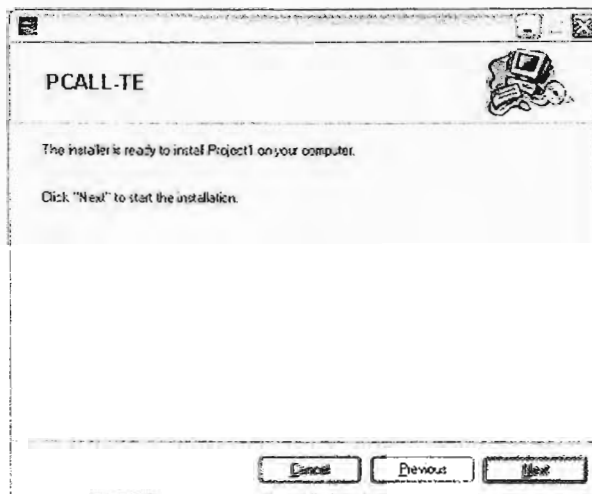 PCALL-TE
The installer is ready to install Project1 on your computer.
Click "Next" to start the installation.
Cancel
Previous
Next